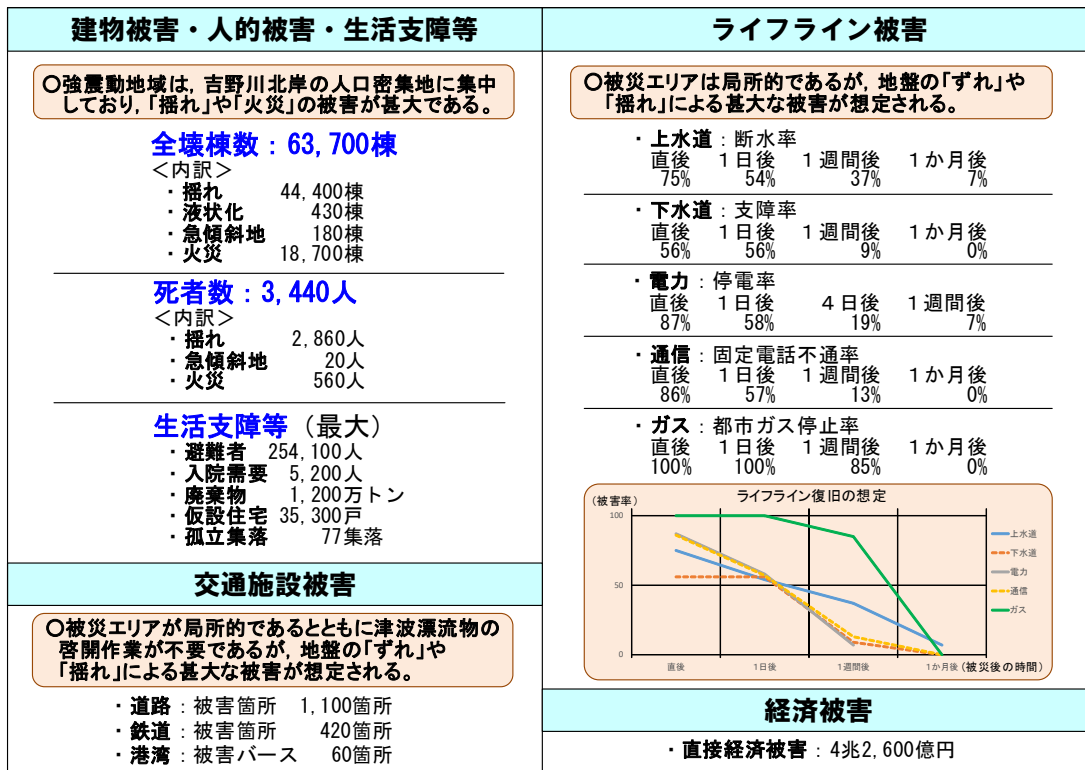 建物被害・人的被害・生活支障等
○強震動地域は，吉野川北岸の人口密集地に集中
しており，「揺れ」や「火災」の被害が甚大である。
全壊棟数：63,700棟
＜内訳＞
・揺れ 44,400棟
・液状化 430棟
・急傾斜地 180棟
・火災 18,700棟
死者数：3,440人
＜内訳＞
・揺れ 2,860人
・急傾斜地 20人
・火災 560人
生活支障等（最大）
・避難者 254,100人
・入院需要 5,200人
・廃棄物 1,200万トン
・仮設住宅 35,300戸
・孤立集落 77集落
交通施設被害
○被災エリアが局所的であるとともに津波漂流物の
啓開作業が不要であるが，地盤の「ずれ」や
「揺れ」による甚大な被害が想定される。
・道路：被害箇所 1,100箇所
・鉄道：被害箇所 420箇所
・港湾：被害バース 60箇所
ライフライン被害
○被災エリアは局所的であるが，地盤の「ずれ」や
「揺れ」による甚大な被害が想定される。
・上水道：断水率
直後 1日後 1週間後 1か月後
75% 54% 37% 7%
・下水道：支障率
直後 1日後 1週間後 1か月後
56% 56% 9% 0%
・電力：停電率
直後 1日後 4日後 1週間後
87% 58% 19% 7%
・通信：固定電話不通率
直後 1日後 1週間後 1か月後
86% 57% 13% 0%
・ガス：都市ガス停止率
直後 1日後 1週間後 1か月後
100% 100% 85% 0%
ライフライン復旧の想定
（被害率）
100
50
0
直後 1日後 1週間後 1か月後 （被災後の時間）
上水道
下水道
電力
通信
ガス
経済被害
・直接経済被害：4兆2,600億円